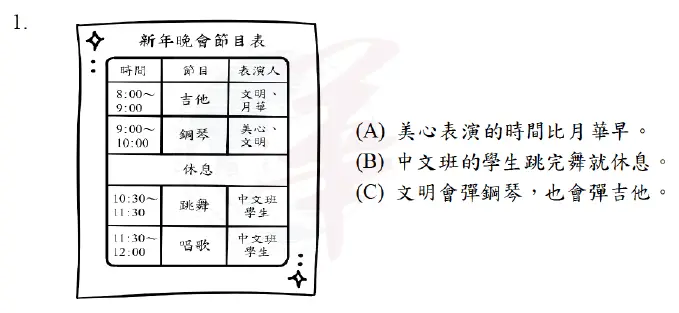 1.
新年晚會節目表
時間 節目 表演人
8:00～9:00 吉他 文明、月華
9:00～10:00 鋼琴 美心、文明
休息
10:30～11:30 跳舞 中文班學生
11:30～12:00 唱歌 中文班學生
(A) 美心表演的時間比月華早。
(B) 中文班的學生跳完舞就休息。
(C) 文明會彈鋼琴，也會彈吉他。